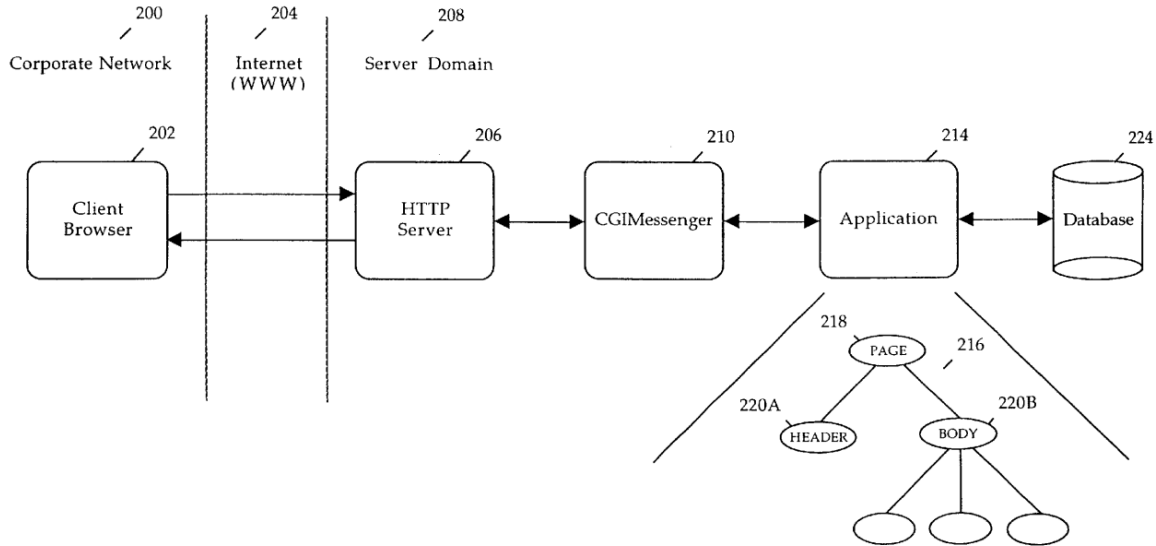 200
204
208
Corporate Network
Internet
(WWW)
Server Domain
202
206
210
214
224
Client
Browser
HTTP
Server
CGIMessenger
Application
Database
218
PAGE
216
220A
220B
HEADER
BODY